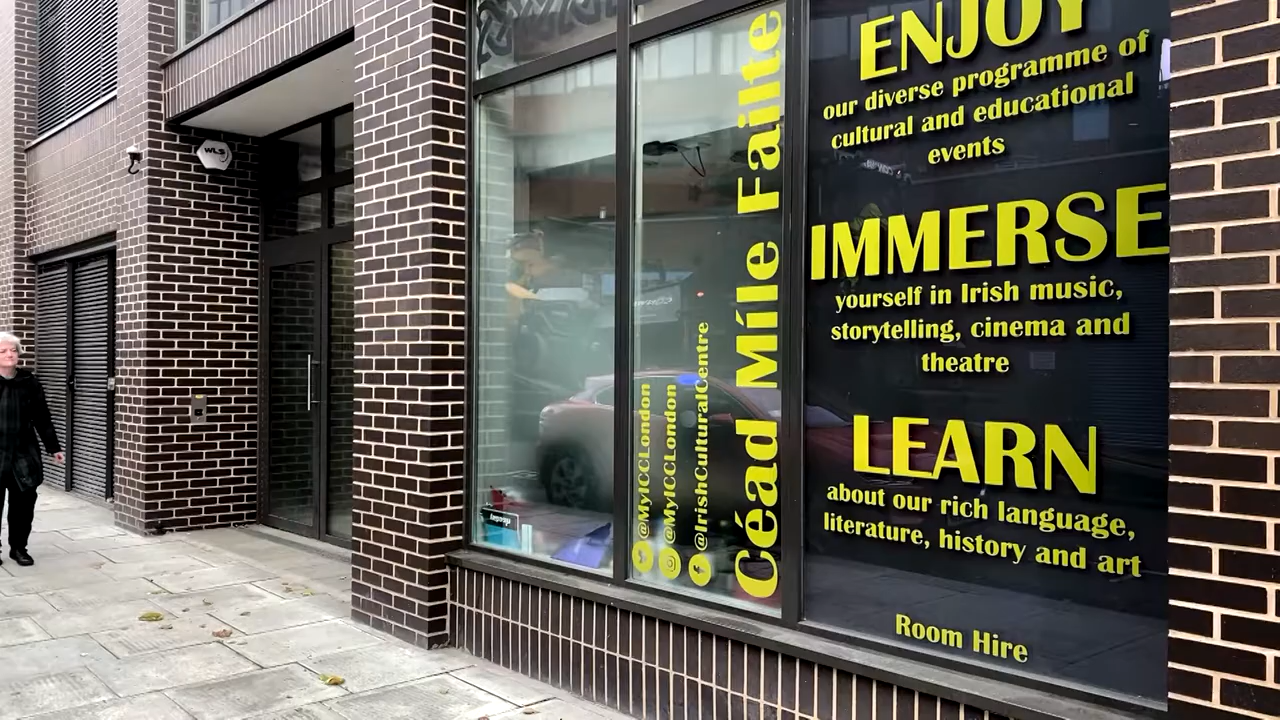 WLS
@MyICCLondon
@MyICCLondon
@IrishCulturalCentre
Céad Míle Failte
ENJOY
our diverse programme of
cultural and educational
events
IMMERSE
yourself in Irish music,
storytelling, cinema and
theatre
LEARN
about our rich language,
literature, history and art
Room Hire